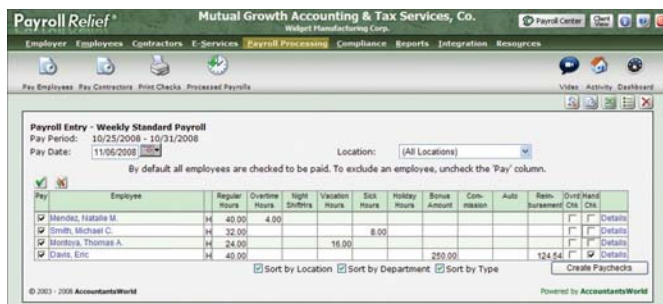 Payroll Relief® Mutual Growth Accounting & Tax Services, Co. Payroll Center Client View
Widget Manufacturing Corp.
Employer Employees Contractors E-Services Payroll Processing Compliance Reports Integration Resources
Pay Employees Pay Contractors Print Checks Processed Payrolls Video Activity Dashboard
Payroll Entry - Weekly Standard Payroll
Pay Period: 10/25/2008 - 10/31/2008
Pay Date: 11/06/2008 Location: (All Locations)
By default all employees are checked to be paid. To exclude an employee, uncheck the 'Pay' column.
Pay Employee Regular Hours Overtime Hours Night ShiftHrs Vacation Hours Sick Hours Holiday Hours Bonus Amount Com-mission Auto Rein-bursement Ovrd Chk Hand Chk
Mendez, Natalie M. H 40.00 4.00 Details
Smith, Michael C. H 32.00 8.00 Details
Montoya, Thomas A. H 24.00 16.00 Details
Davis, Eric H 40.00 250.00 124.54 Details
Sort by Location Sort by Department Sort by Type Create Paychecks
© 2003 - 2008 AccountantsWorld Powered by AccountantsWorld